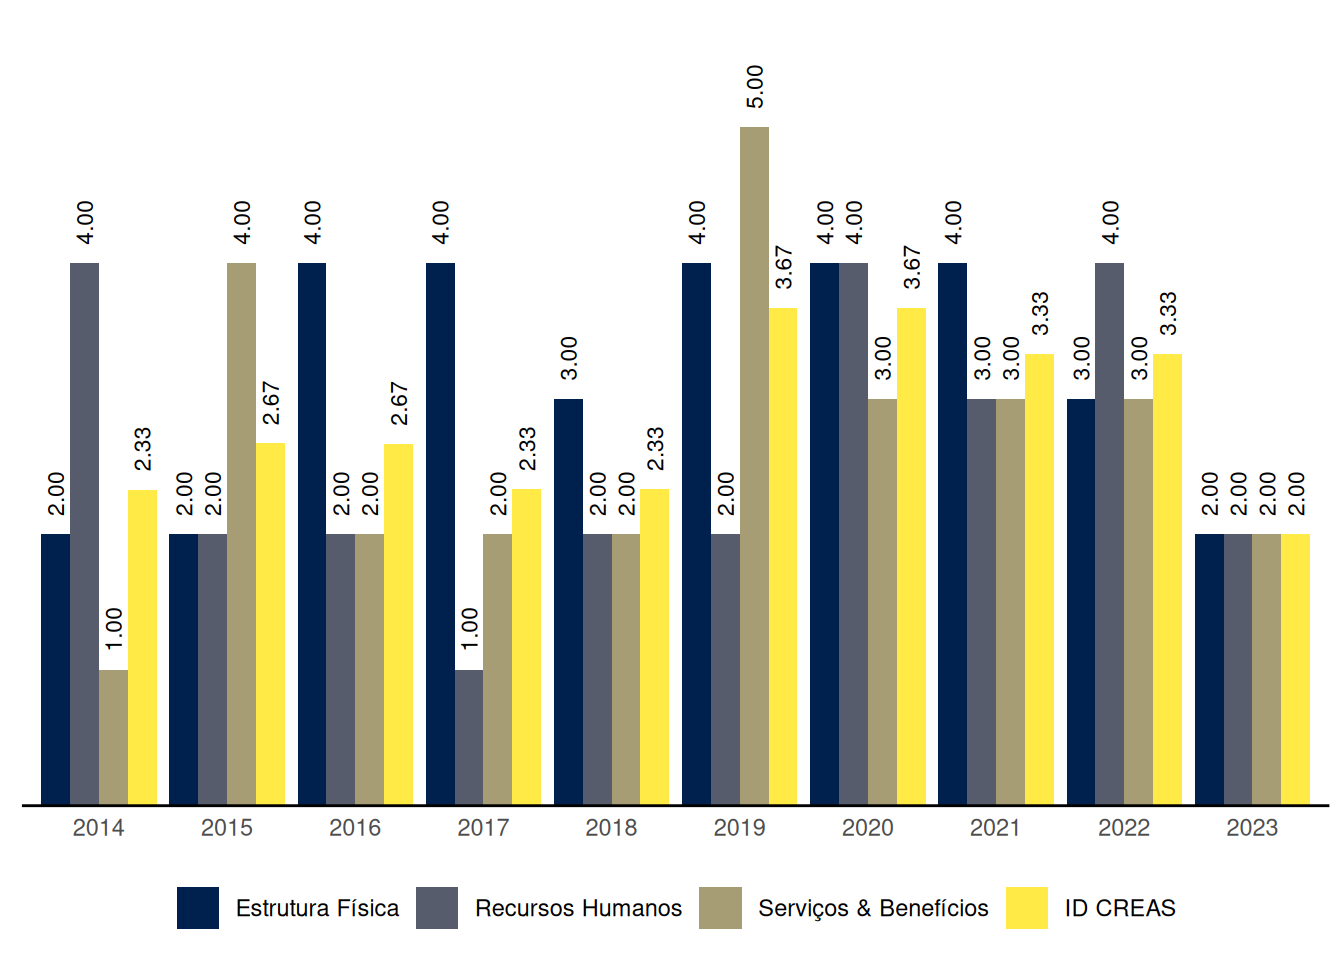 5.00
4.00 4.00 4.00 4.00 4.00 4.00 4.00 4.00 4.00
3.67 3.67
3.33 3.33
3.00 3.00 3.00 3.00 3.00 3.00
2.67 2.67
2.33 2.33 2.33
2.00 2.00 2.00 2.00 2.00 2.00 2.00 2.00 2.00 2.00 2.00 2.00 2.00
1.00 1.00
2014 2015 2016 2017 2018 2019 2020 2021 2022 2023
Estrutura Física Recursos Humanos Serviços & Benefícios ID CREAS